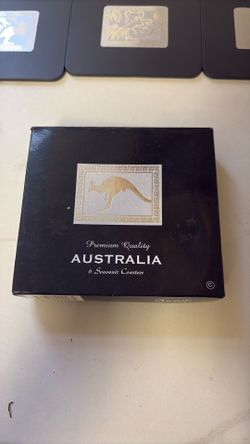 Premium Quality
AUSTRALIA
6 Souvenir Coasters
©